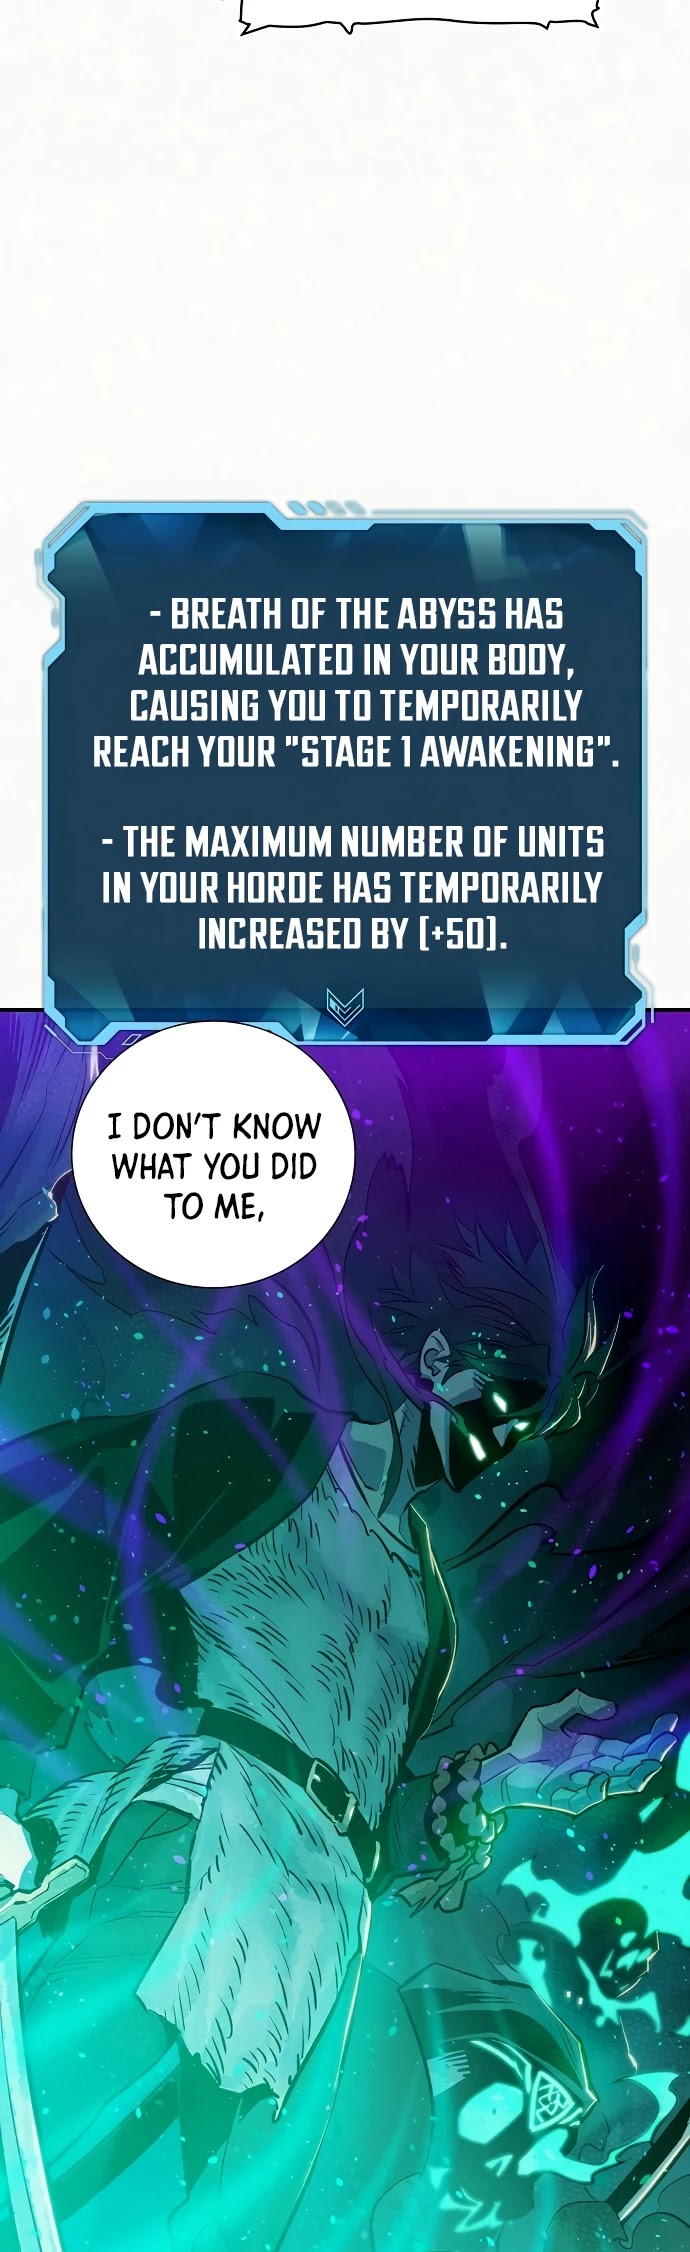 - BREATH OF THE ABYSS HAS
ACCUMULATED IN YOUR BODY,
CAUSING YOU TO TEMPORARILY
REACH YOUR "STAGE 1 AWAKENING".
- THE MAXIMUM NUMBER OF UNITS
IN YOUR HORDE HAS TEMPORARILY
INCREASED BY [+50].
I DON'T KNOW
WHAT YOU DID
TO ME,